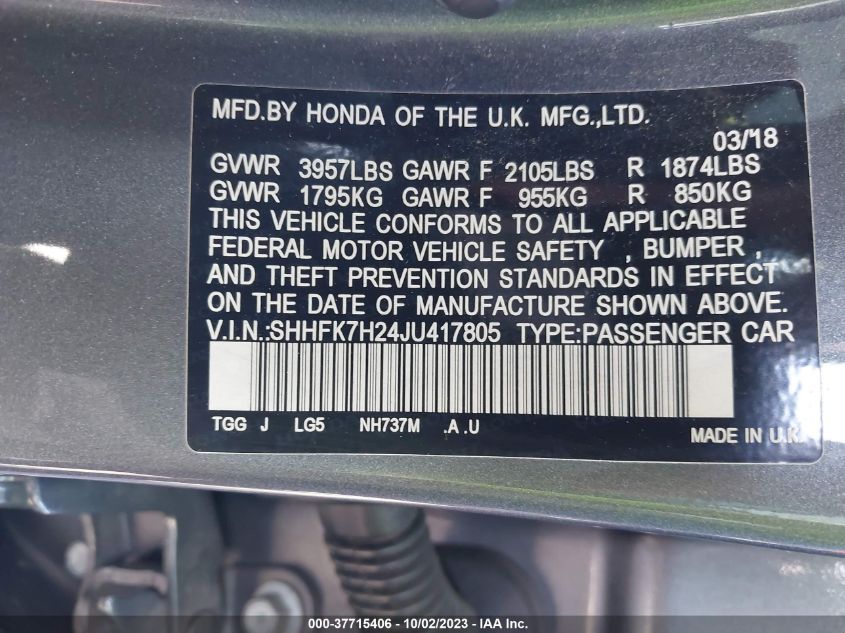 MFD.BY HONDA OF THE U.K. MFG.,LTD.
03/18
GVWR 3957LBS GAWR F 2105LBS R 1874LBS
GVWR 1795KG GAWR F 955KG R 850KG
THIS VEHICLE CONFORMS TO ALL APPLICABLE
FEDERAL MOTOR VEHICLE SAFETY , BUMPER ,
AND THEFT PREVENTION STANDARDS IN EFFECT
ON THE DATE OF MANUFACTURE SHOWN ABOVE.
V.I.N.:SHHFK7H24JU417805 TYPE:PASSENGER CAR
TGG J LG5 NH737M .A .U
MADE IN U.K.
000-37715406 - 10/02/2023 - IAA Inc.